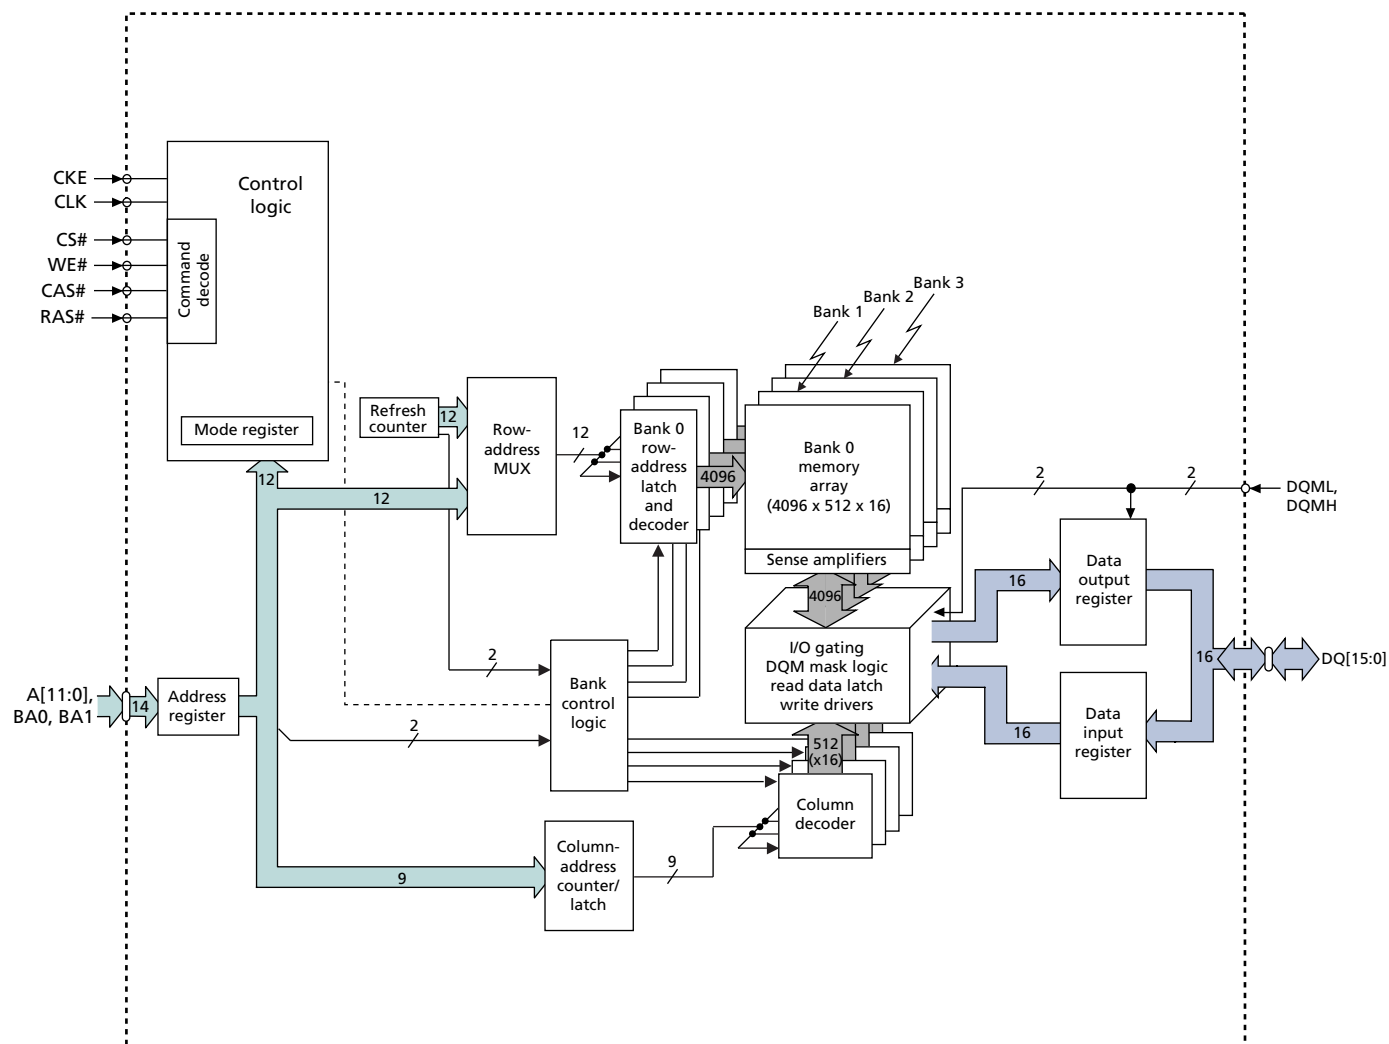 CKE
CLK
CS#
WE#
CAS#
RAS#
Control
logic
Command
decode
Mode register
12
Refresh
counter
12
12
Row-
address
MUX
12
Bank 0
row-
address
latch
and
decoder
4096
Bank 1
Bank 2
Bank 3
Bank 0
memory
array
(4096 x 512 x 16)
Sense amplifiers
4096
I/O gating
DQM mask logic
read data latch
write drivers
2
2
DQML,
DQMH
16
Data
output
register
16
DQ[15:0]
16
Data
input
register
A[11:0],
BA0, BA1
14
Address
register
2
2
Bank
control
logic
512
(x16)
Column
decoder
9
Column-
address
counter/
latch
9